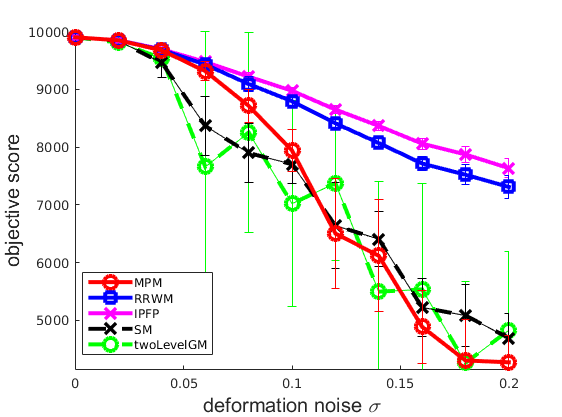 10000
9000
8000
7000
6000
5000
objective score
MPM
RRWM
IPFP
SM
twoLevelGM
0
0.05
0.1
0.15
0.2
deformation noise σ